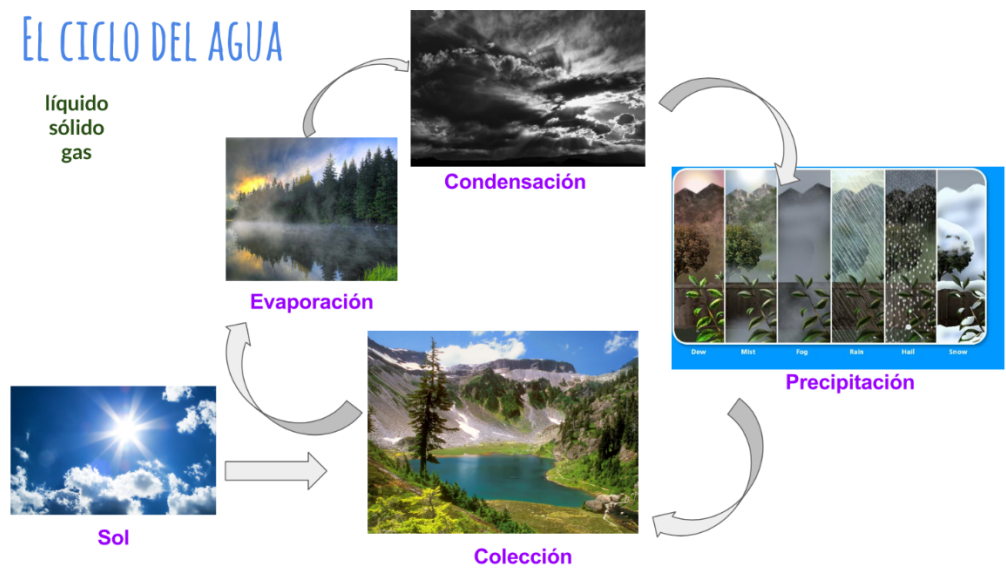 El ciclo del agua
líquido
sólido
gas
Condensación
Evaporación
Dew Mist Fog Rain Hail Snow
Precipitación
Sol
Colección